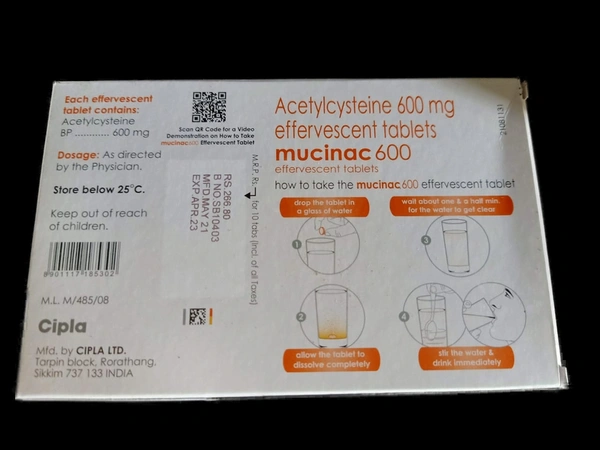 Each effervescent
tablet contains:
Acetylcysteine
BP ............ 600 mg
Dosage: As directed
by the Physician.
Store below 25°C.
Keep out of reach
of children.
8901117185302
M.L. M/485/08
Cipla
Mfd. by CIPLA LTD.
Tarpin block, Rorathang,
Sikkim 737 133 INDIA
Scan QR Code for a Video
Demonstration on How to Take
mucinac600 Effervescent Tablet
M.R.P. Rs. for 10 tabs (Incl. of all Taxes)
RS.266.80
B NO.SB10403
MFD.MAY 21
EXP.APR.23
Acetylcysteine 600 mg
effervescent tablets
mucinac 600
effervescent tablets
how to take the mucinac600 effervescent tablet
drop the tablet in
a glass of water
1
2
allow the tablet to
dissolve completely
wait about one & a half min.
for the water to get clear
3
4
stir the water &
drink immediately